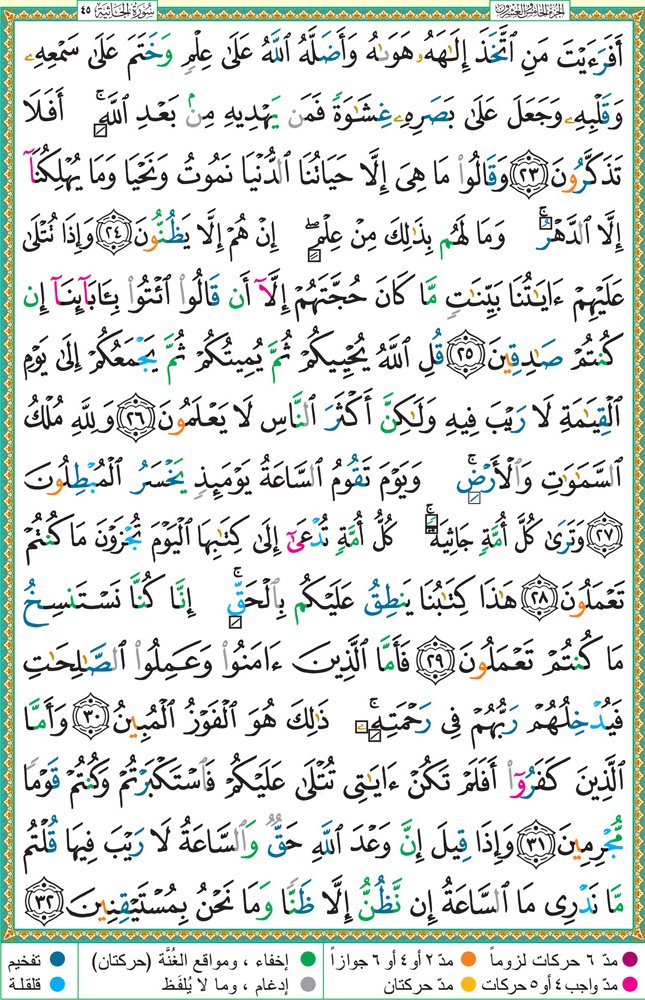 الجزء الخامس والعشرون
سورة الجاثية ٤٥
أَفَرَءَيْتَ مَنِ ٱتَّخَذَ إِلَٰهَهُۥ هَوَىٰهُ وَأَضَلَّهُ ٱللَّهُ عَلَىٰ عِلْمٍۢ وَخَتَمَ عَلَىٰ سَمْعِهِۦ
وَقَلْبِهِۦ وَجَعَلَ عَلَىٰ بَصَرِهِۦ غِشَٰوَةًۭ فَمَن يَهْدِيهِ مِنۢ بَعْدِ ٱللَّهِ ۚ أَفَلَا
تَذَكَّرُونَ ٢٣ وَقَالُوا۟ مَا هِىَ إِلَّا حَيَاتُنَا ٱلدُّنْيَا نَمُوتُ وَنَحْيَا وَمَا يُهْلِكُنَآ
إِلَّا ٱلدَّهْرُ ۚ وَمَا لَهُم بِذَٰلِكَ مِنْ عِلْمٍ ۖ إِنْ هُمْ إِلَّا يَظُنُّونَ ٢٤ وَإِذَا تُتْلَىٰ
عَلَيْهِمْ ءَايَٰتُنَا بَيِّنَٰتٍۢ مَّا كَانَ حُجَّتَهُمْ إِلَّآ أَن قَالُوا۟ ٱئْتُوا۟ بِـَٔابَآئِنَآ إِن
كُنتُمْ صَٰدِقِينَ ٢٥ قُلِ ٱللَّهُ يُحْيِيكُمْ ثُمَّ يُمِيتُكُمْ ثُمَّ يَجْمَعُكُمْ إِلَىٰ يَوْمِ
ٱلْقِيَٰمَةِ لَا رَيْبَ فِيهِ وَلَٰكِنَّ أَكْثَرَ ٱلنَّاسِ لَا يَعْلَمُونَ ٢٦ وَلِلَّهِ مُلْكُ
ٱلسَّمَٰوَٰتِ وَٱلْأَرْضِ ۚ وَيَوْمَ تَقُومُ ٱلسَّاعَةُ يَوْمَئِذٍۢ يَخْسَرُ ٱلْمُبْطِلُونَ
٢٧ وَتَرَىٰ كُلَّ أُمَّةٍۢ جَاثِيَةًۭ ۚ كُلُّ أُمَّةٍۢ تُدْعَىٰٓ إِلَىٰ كِتَٰبِهَا ٱلْيَوْمَ تُجْزَوْنَ مَا كُنتُمْ
تَعْمَلُونَ ٢٨ هَٰذَا كِتَٰبُنَا يَنطِقُ عَلَيْكُم بِٱلْحَقِّ ۚ إِنَّا كُنَّا نَسْتَنسِخُ
مَا كُنتُمْ تَعْمَلُونَ ٢٩ فَأَمَّا ٱلَّذِينَ ءَامَنُوا۟ وَعَمِلُوا۟ ٱلصَّٰلِحَٰتِ
فَيُدْخِلُهُمْ رَبُّهُمْ فِى رَحْمَتِهِۦ ۚ ذَٰلِكَ هُوَ ٱلْفَوْزُ ٱلْمُبِينُ ٣٠ وَأَمَّا
ٱلَّذِينَ كَفَرُوٓا۟ أَفَلَمْ تَكُنْ ءَايَٰتِى تُتْلَىٰ عَلَيْكُمْ فَٱسْتَكْبَرْتُمْ وَكُنتُمْ قَوْمًۭا
مُّجْرِمِينَ ٣١ وَإِذَا قِيلَ إِنَّ وَعْدَ ٱللَّهِ حَقٌّۭ وَٱلسَّاعَةُ لَا رَيْبَ فِيهَا قُلْتُم
مَّا نَدْرِى مَا ٱلسَّاعَةُ إِن نَّظُنُّ إِلَّا ظَنًّۭا وَمَا نَحْنُ بِمُسْتَيْقِنِينَ ٣٢
مدّ ٦ حركات لزوماً مدّ ٢ أو ٤ أو ٦ جوازاً إخفاء ، ومواقع الغُنَّة (حركتان) تفخيم
مدّ واجب ٤ أو ٥ حركات مدّ حركتان إدغام ، وما لا يُلفَظ قلقلة